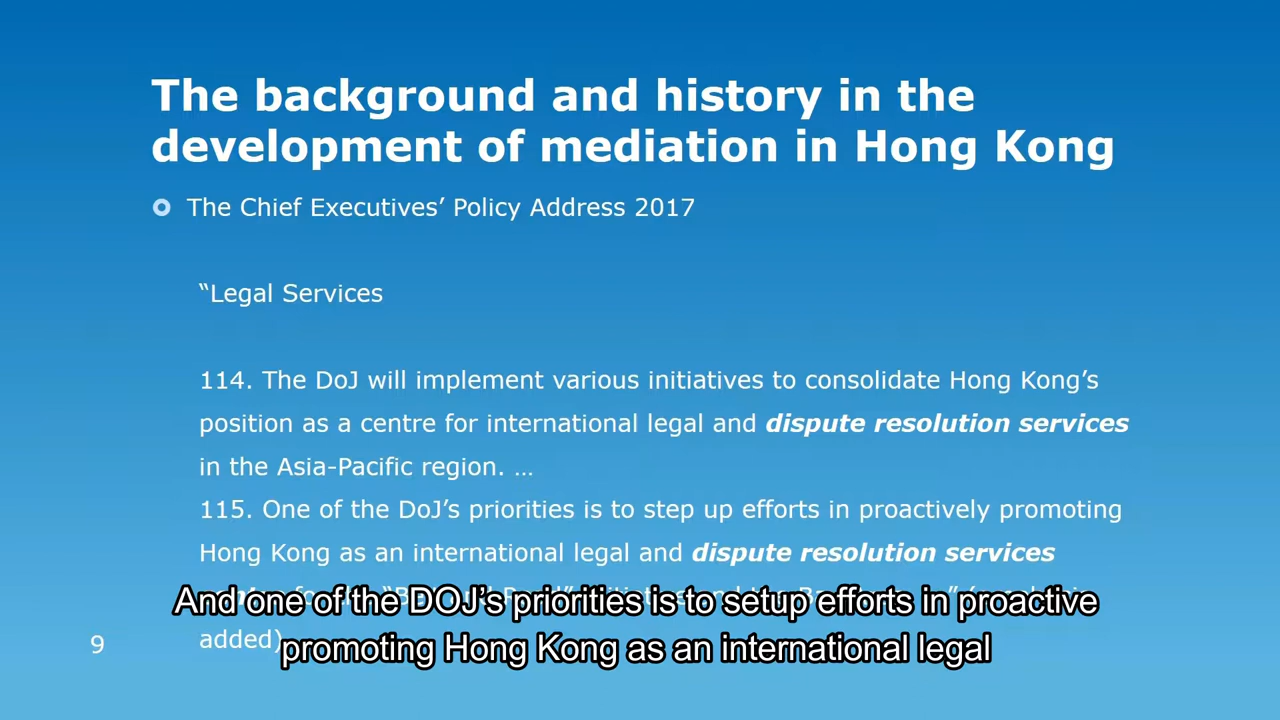 The background and history in the
development of mediation in Hong Kong
The Chief Executives’ Policy Address 2017
“Legal Services
114. The DoJ will implement various initiatives to consolidate Hong Kong’s
position as a centre for international legal and dispute resolution services
in the Asia-Pacific region. …
115. One of the DoJ’s priorities is to step up efforts in proactively promoting
Hong Kong as an international legal and dispute resolution services
added)
And one of the DOJ's priorities is to setup efforts in proactive
promoting Hong Kong as an international legal
9